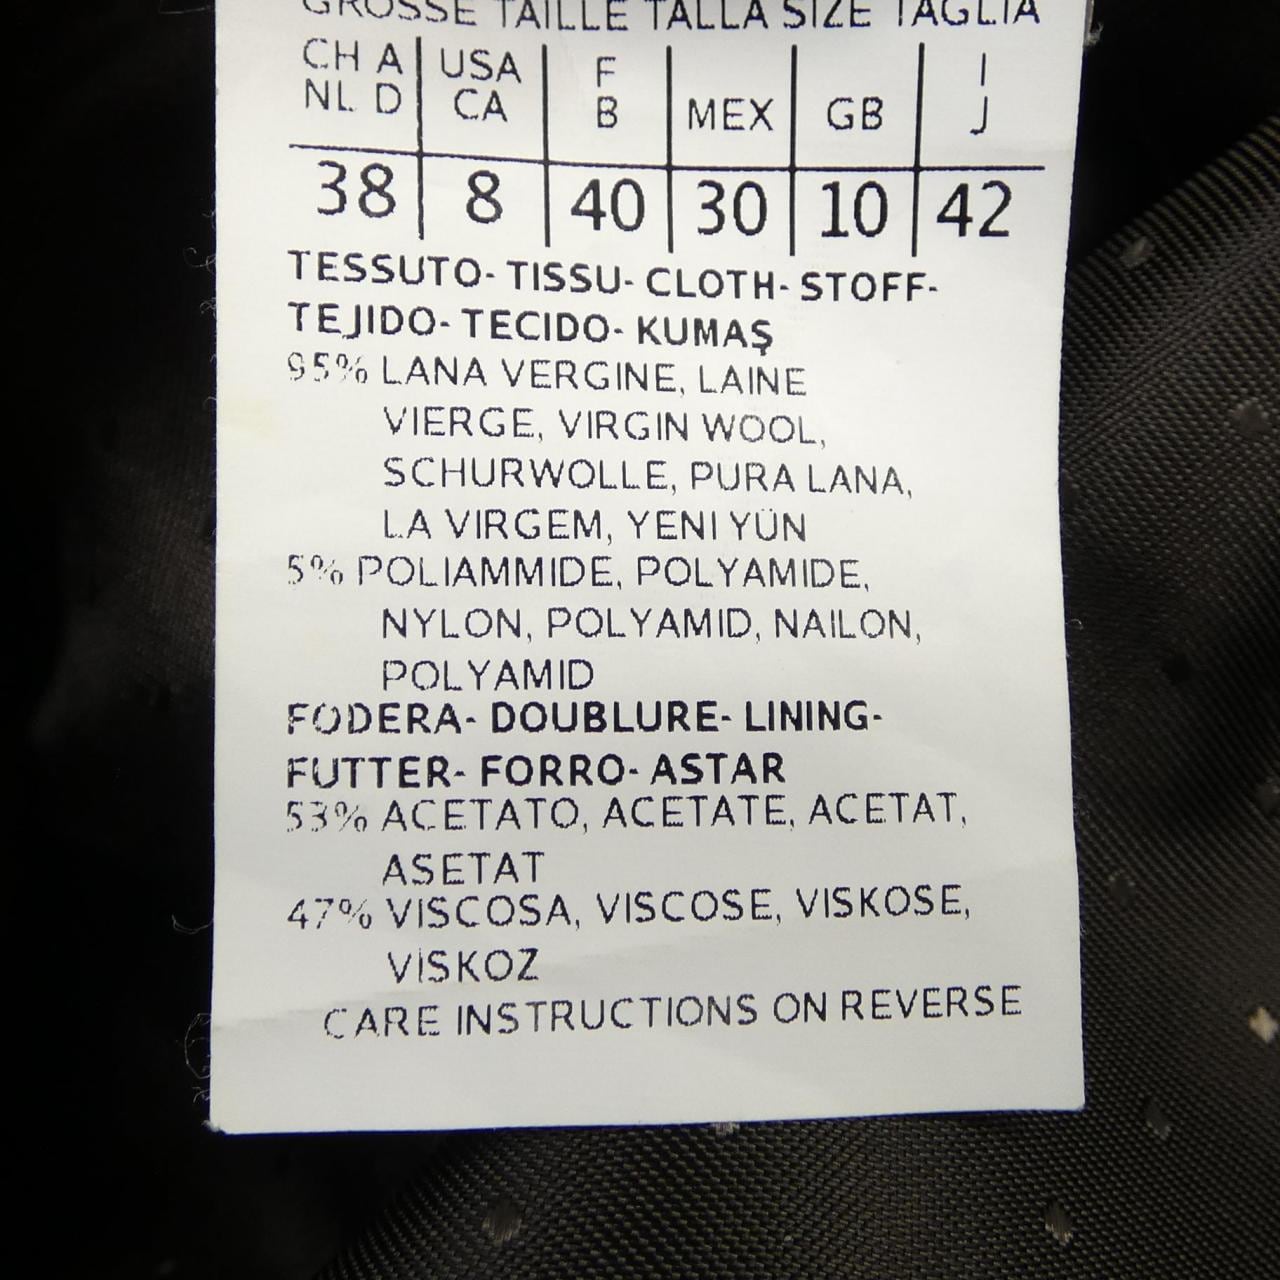 GROSSE TAILLE TALLA SIZE TAGLIA
CH A USA F I
NL D CA B MEX GB J
38 8 40 30 10 42
TESSUTO- TISSU- CLOTH- STOFF-
TEJIDO- TECIDO- KUMAŞ
95% LANA VERGINE, LAINE
VIERGE, VIRGIN WOOL,
SCHURWOLLE, PURA LANA,
LA VIRGEM, YENI YÜN
5% POLIAMMIDE, POLYAMIDE,
NYLON, POLYAMID, NAILON,
POLYAMID
FODERA- DOUBLURE- LINING-
FUTTER- FORRO- ASTAR
53% ACETATO, ACETATE, ACETAT,
ASETAT
47% VISCOSA, VISCOSE, VISKOSE,
VİSKOZ
CARE INSTRUCTIONS ON REVERSE